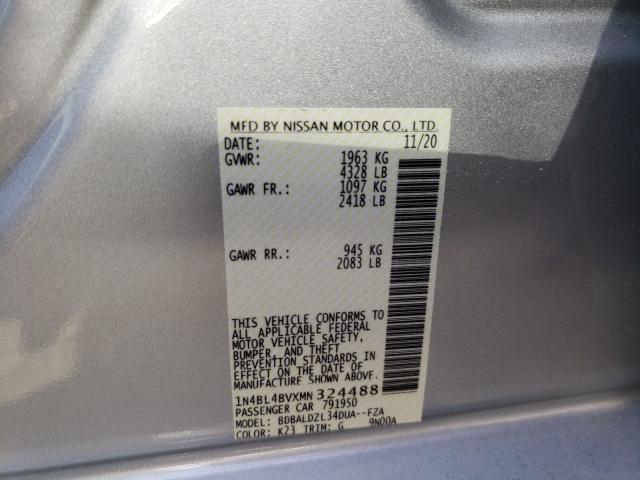 MFD BY NISSAN MOTOR CO., LTD.
DATE: 11/20
GVWR: 1963 KG
4328 LB
GAWR FR.: 1097 KG
2418 LB
GAWR RR.: 945 KG
2083 LB
THIS VEHICLE CONFORMS TO
ALL APPLICABLE FEDERAL
MOTOR VEHICLE SAFETY,
BUMPER, AND THEFT
PREVENTION STANDARDS IN
EFFECT ON THE DATE OF
MANUFACTURE SHOWN ABOVE.
1N4BL4BVXMN324488
PASSENGER CAR 791950
MODEL: BDBALDZL34DUA--FZA
COLOR: K23 TRIM: G 9N00A